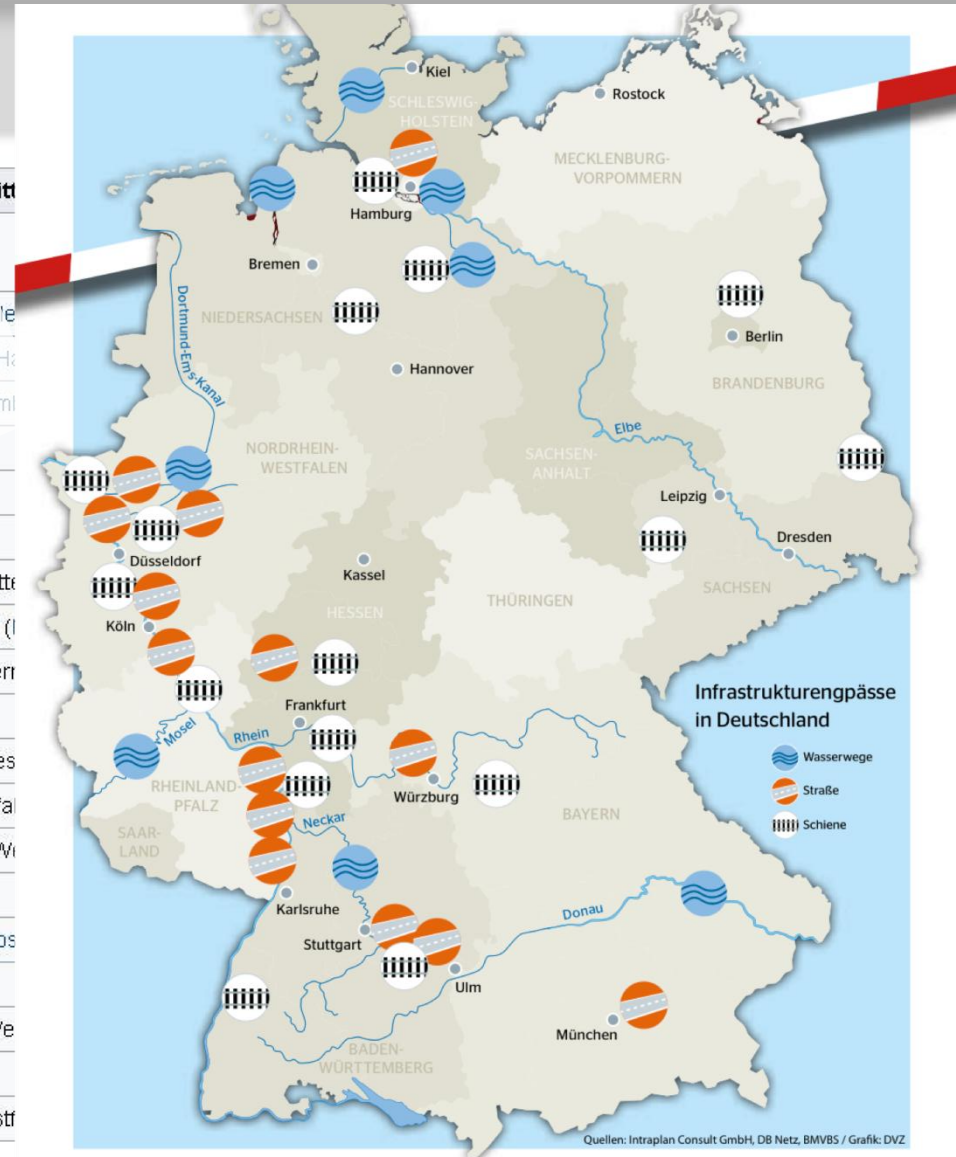 Kiel
SCHLESWIG-
HOLSTEIN
Rostock
MECKLENBURG-
VORPOMMERN
Hamburg
Bremen
NIEDERSACHSEN
Dortmund-Ems-Kanal
Hannover
Berlin
BRANDENBURG
NORDRHEIN-
WESTFALEN
Elbe
SACHSEN-
ANHALT
Leipzig
Dresden
Düsseldorf
Kassel
HESSEN
THÜRINGEN
SACHSEN
Köln
Frankfurt
Infrastrukturengpässe
in Deutschland
Wasserwege
Straße
Schiene
Mosel
Rhein
RHEINLAND-
PFALZ
Würzburg
BAYERN
Neckar
SAAR-
LAND
Karlsruhe
Stuttgart
Donau
Ulm
München
BADEN-
WÜRTTEMBERG
Quellen: Intraplan Consult GmbH, DB Netz, BMVBS / Grafik: DVZ